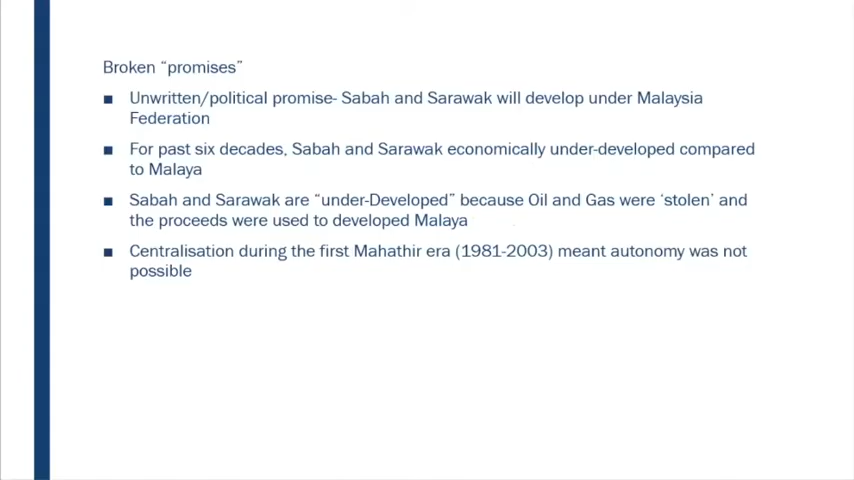 Broken “promises”
■ Unwritten/political promise- Sabah and Sarawak will develop under Malaysia
Federation
■ For past six decades, Sabah and Sarawak economically under-developed compared
to Malaya
■ Sabah and Sarawak are “under-Developed” because Oil and Gas were ‘stolen’ and
the proceeds were used to developed Malaya
■ Centralisation during the first Mahathir era (1981-2003) meant autonomy was not
possible